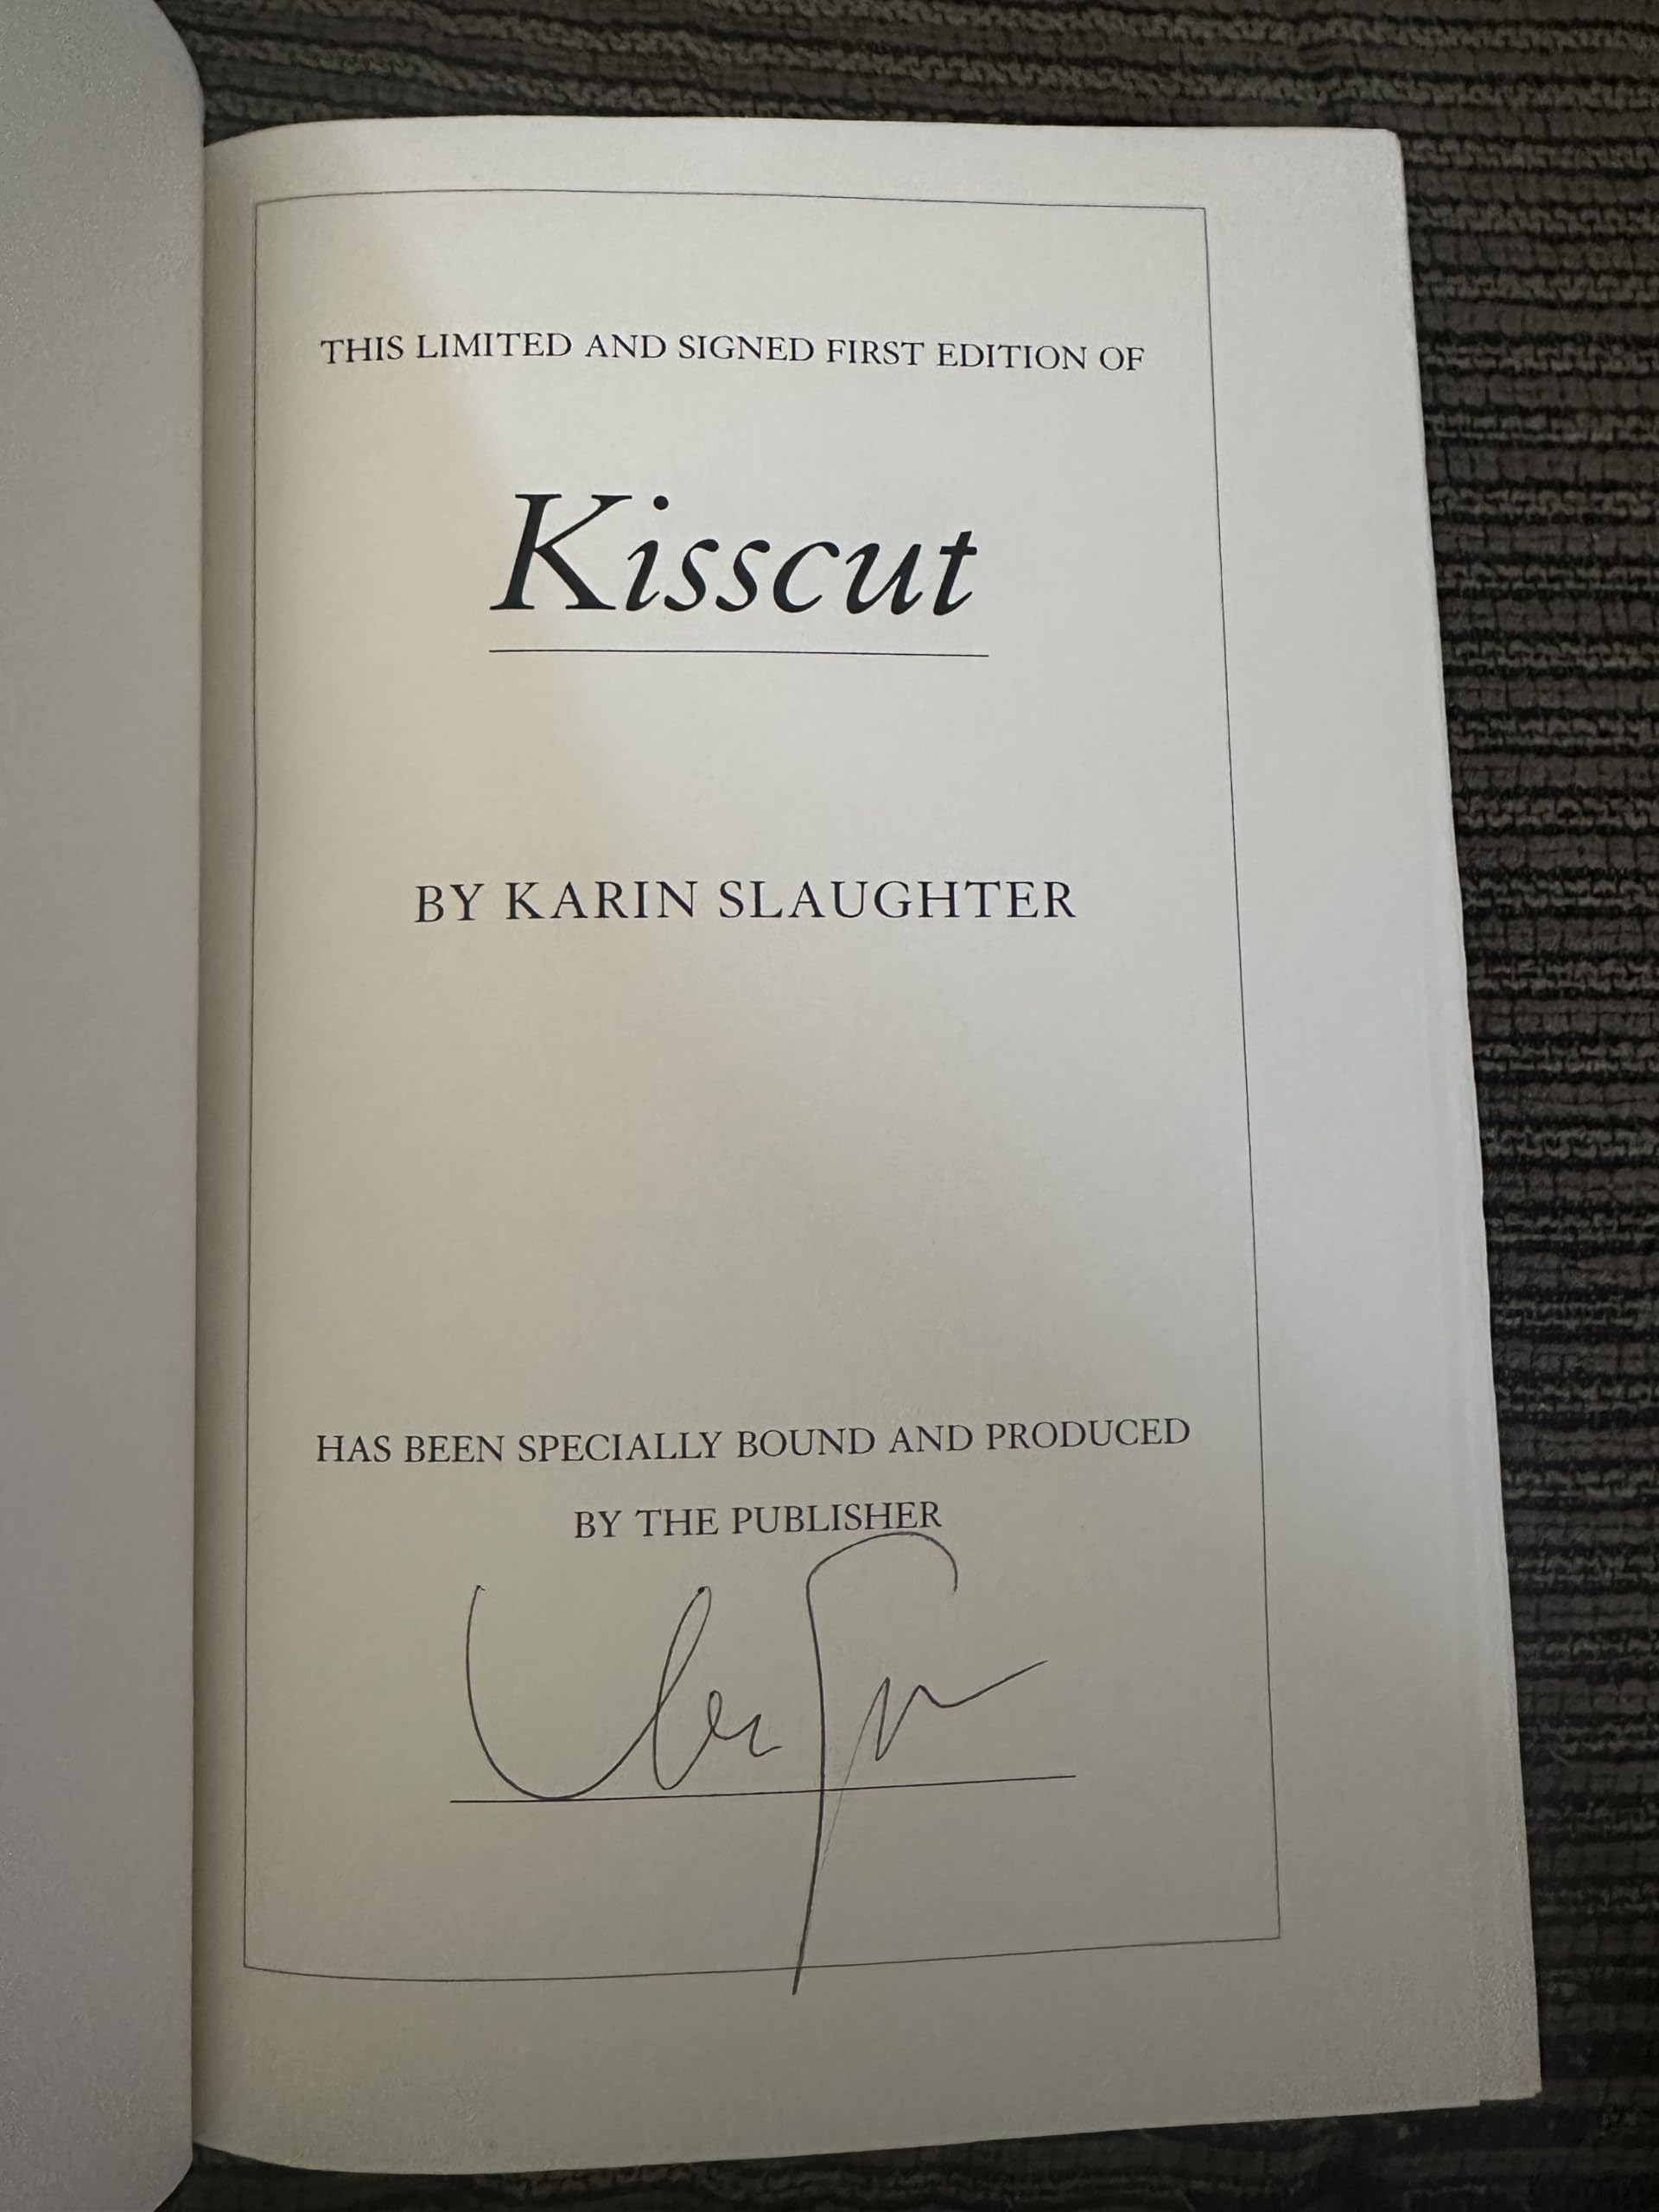 THIS LIMITED AND SIGNED FIRST EDITION OF
Kisscut
BY KARIN SLAUGHTER
HAS BEEN SPECIALLY BOUND AND PRODUCED
BY THE PUBLISHER